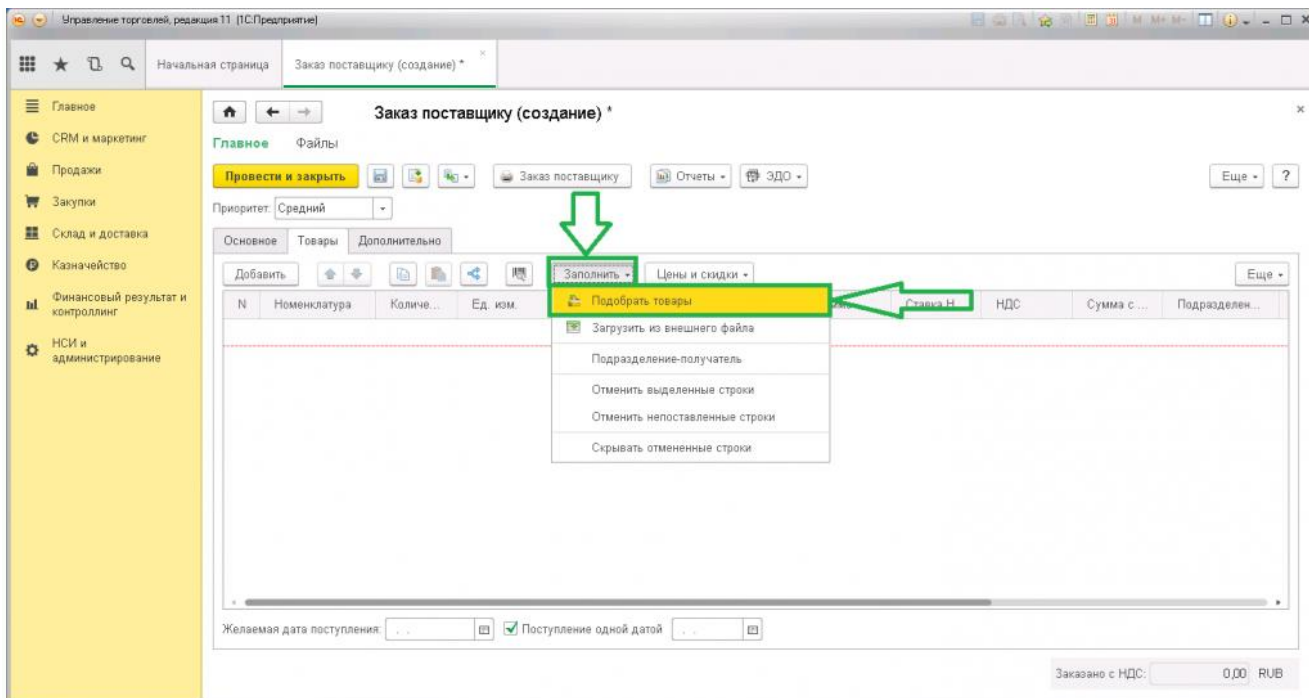 Управление торговлей, редакция 11 (1С:Предприятие)
M M+ M-
Начальная страница Заказ поставщику (создание) *
Главное
CRM и маркетинг
Продажи
Закупки
Склад и доставка
Казначейство
Финансовый результат и
контроллинг
НСИ и
администрирование
Заказ поставщику (создание) *
Главное Файлы
Провести и закрыть Заказ поставщику Отчеты ЭДО Еще ?
Приоритет: Средний
Основное Товары Дополнительно
Добавить Заполнить Цены и скидки Еще
N Номенклатура Количе... Ед. изм. Ставка Н... НДС Сумма с ... Подразделен...
Подобрать товары
Загрузить из внешнего файла
Подразделение-получатель
Отменить выделенные строки
Отменить непоставленные строки
Скрывать отмененные строки
Желаемая дата поступления: . . Поступление одной датой . .
Заказано с НДС: 0,00 RUB